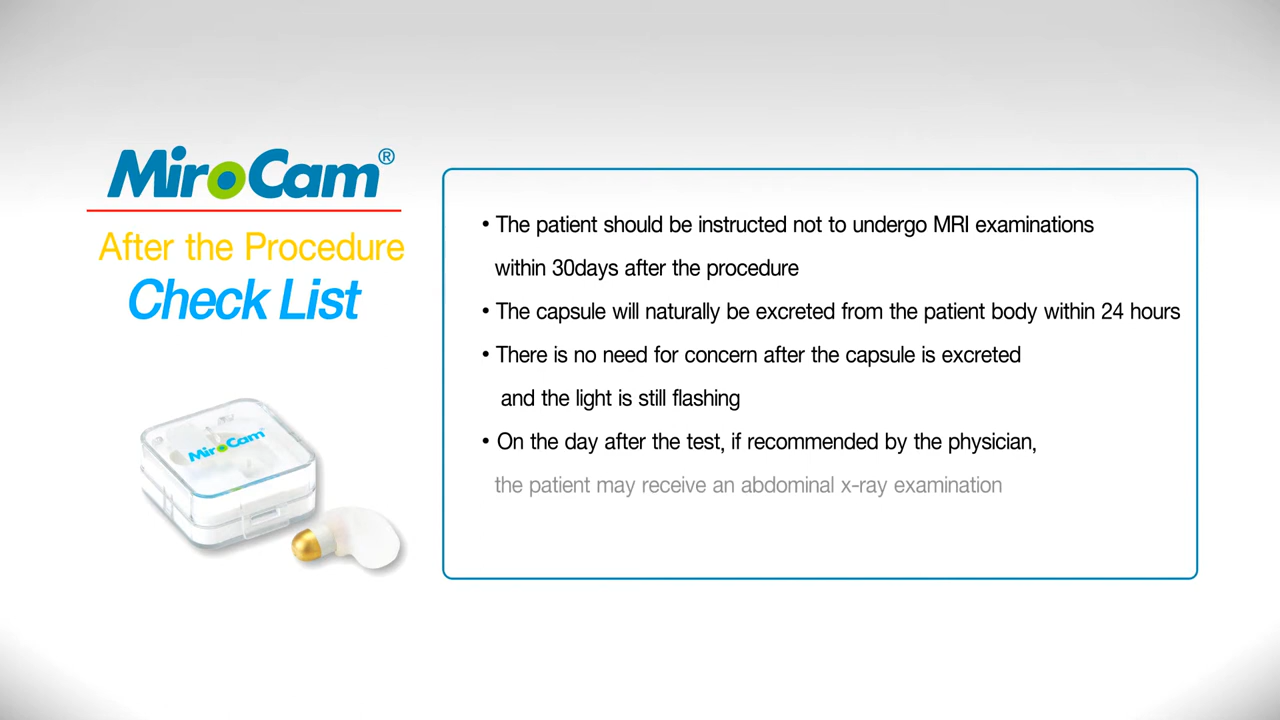 MiroCam®
After the Procedure
Check List
MiroCam
• The patient should be instructed not to undergo MRI examinations
within 30days after the procedure
• The capsule will naturally be excreted from the patient body within 24 hours
• There is no need for concern after the capsule is excreted
and the light is still flashing
• On the day after the test, if recommended by the physician,
the patient may receive an abdominal x-ray examination